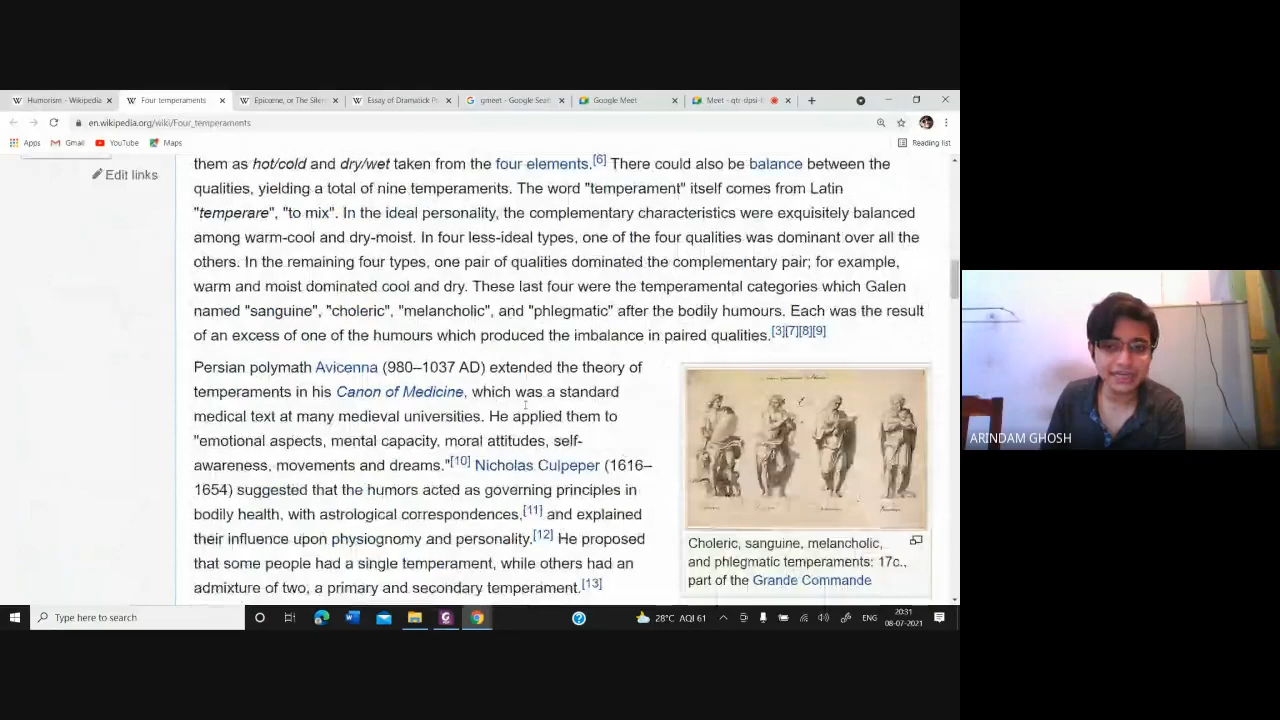 Humorism - Wikipedia
Four temperaments
Epicœne, or The Silen
Essay of Dramatick P
gmeet - Google Sear
Google Meet
Meet - qtr-dpsi-
en.wikipedia.org/wiki/Four_temperaments
Apps Gmail YouTube Maps Reading list
Edit links
them as hot/cold and dry/wet taken from the four elements.[6] There could also be balance between the
qualities, yielding a total of nine temperaments. The word "temperament" itself comes from Latin
"temperare", "to mix". In the ideal personality, the complementary characteristics were exquisitely balanced
among warm-cool and dry-moist. In four less-ideal types, one of the four qualities was dominant over all the
others. In the remaining four types, one pair of qualities dominated the complementary pair; for example,
warm and moist dominated cool and dry. These last four were the temperamental categories which Galen
named "sanguine", "choleric", "melancholic", and "phlegmatic" after the bodily humours. Each was the result
of an excess of one of the humours which produced the imbalance in paired qualities.[3][7][8][9]
Persian polymath Avicenna (980–1037 AD) extended the theory of
temperaments in his Canon of Medicine, which was a standard
medical text at many medieval universities. He applied them to
"emotional aspects, mental capacity, moral attitudes, self-
awareness, movements and dreams."[10] Nicholas Culpeper (1616–
1654) suggested that the humors acted as governing principles in
bodily health, with astrological correspondences,[11] and explained
their influence upon physiognomy and personality.[12] He proposed
that some people had a single temperament, while others had an
admixture of two, a primary and secondary temperament.[13]
Choleric, sanguine, melancholic,
and phlegmatic temperaments: 17c.,
part of the Grande Commande
ARINDAM GHOSH
Type here to search
28°C AQI 61
ENG
20:31
08-07-2021